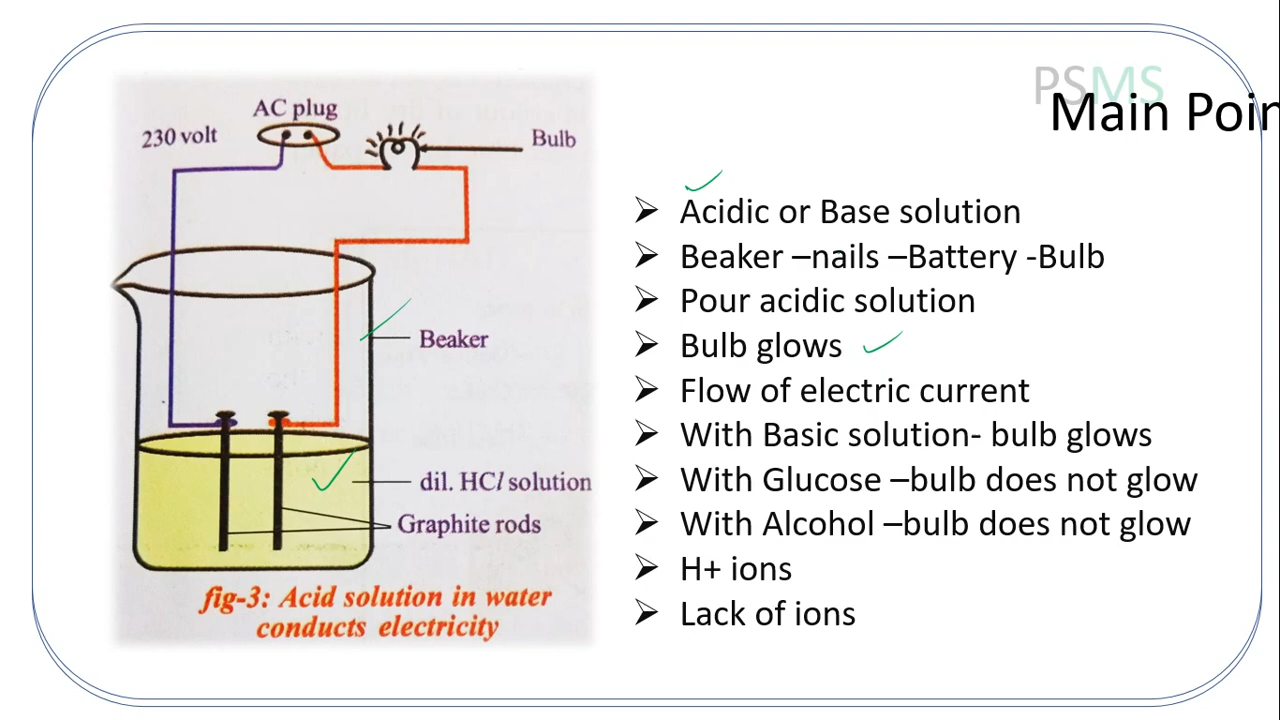 PSMS
Main Poin
AC plug
230 volt
Bulb
Beaker
dil. HCl solution
Graphite rods
fig-3: Acid solution in water
conducts electricity
➢ Acidic or Base solution
➢ Beaker –nails –Battery -Bulb
➢ Pour acidic solution
➢ Bulb glows
➢ Flow of electric current
➢ With Basic solution- bulb glows
➢ With Glucose –bulb does not glow
➢ With Alcohol –bulb does not glow
➢ H+ ions
➢ Lack of ions